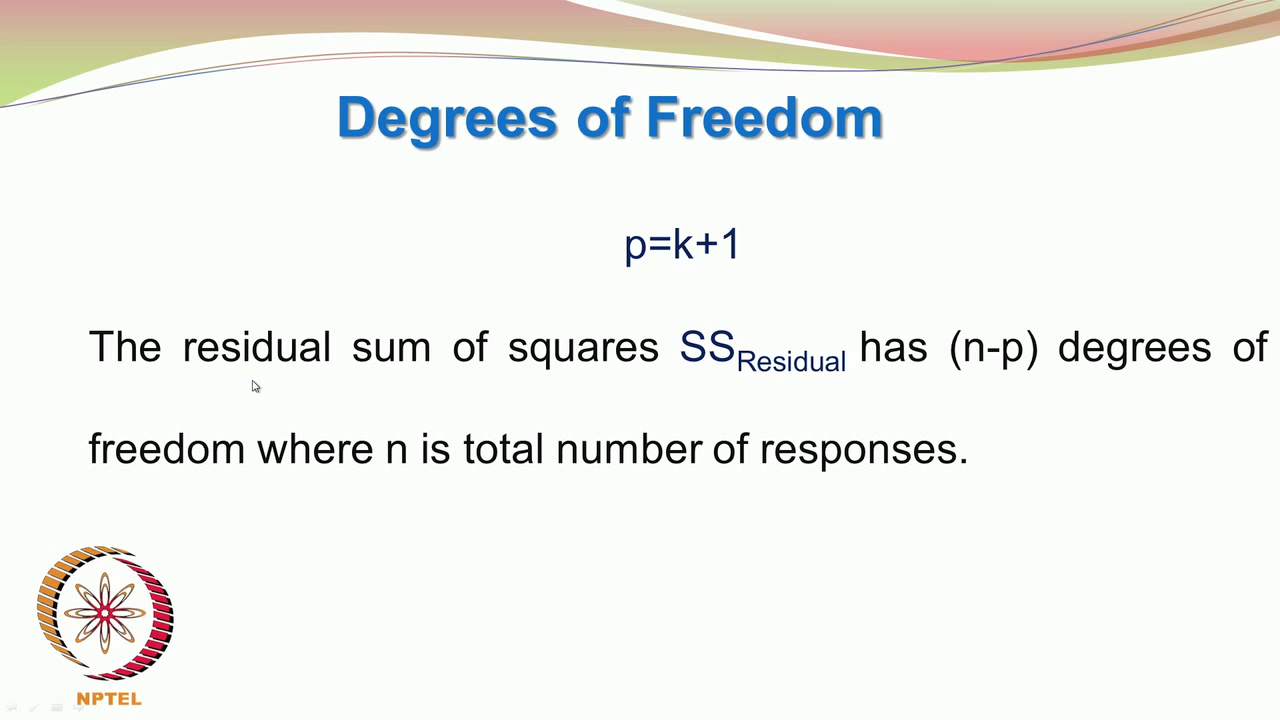 Degrees of Freedom
p=k+1
The residual sum of squares SSResidual has (n-p) degrees of
freedom where n is total number of responses.
NPTEL